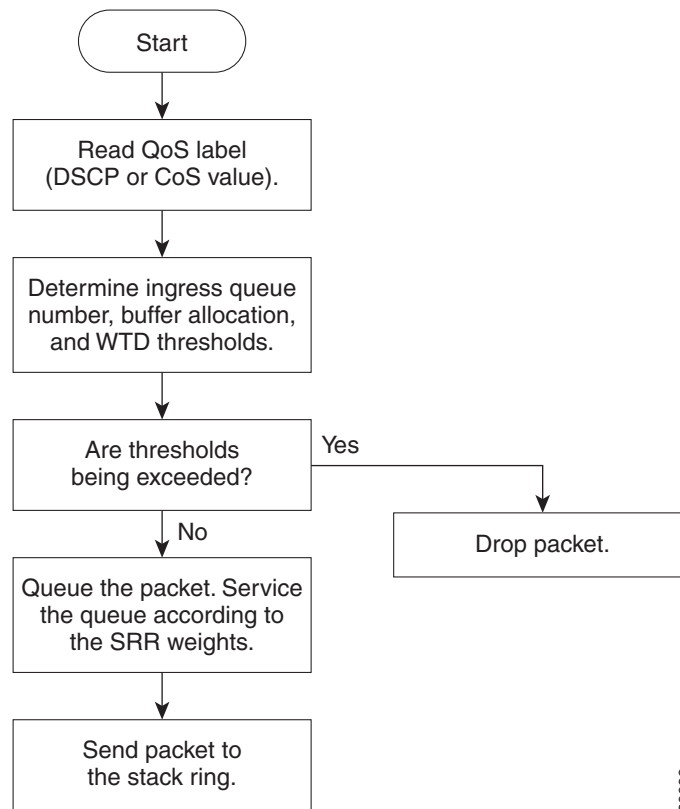 Start
Read QoS label
(DSCP or CoS value).
Determine ingress queue
number, buffer allocation,
and WTD thresholds.
Are thresholds
being exceeded?
Yes
No
Drop packet.
Queue the packet. Service
the queue according to
the SRR weights.
Send packet to
the stack ring.